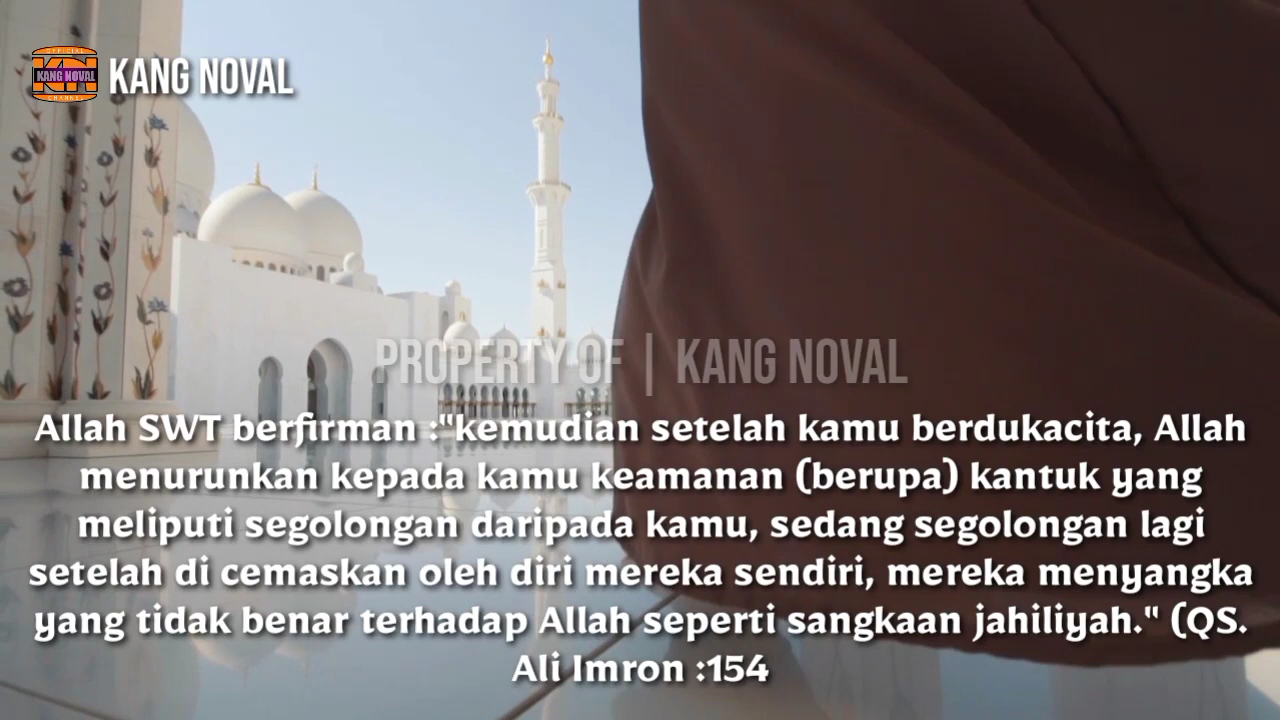 OFFICIAL
KANG NOVAL
CHANNEL
KANG NOVAL
PROPERTY OF | KANG NOVAL
Allah SWT berfirman :"kemudian setelah kamu berdukacita, Allah
menurunkan kepada kamu keamanan (berupa) kantuk yang
meliputi segolongan daripada kamu, sedang segolongan lagi
setelah di cemaskan oleh diri mereka sendiri, mereka menyangka
yang tidak benar terhadap Allah seperti sangkaan jahiliyah." (QS.
Ali Imron :154